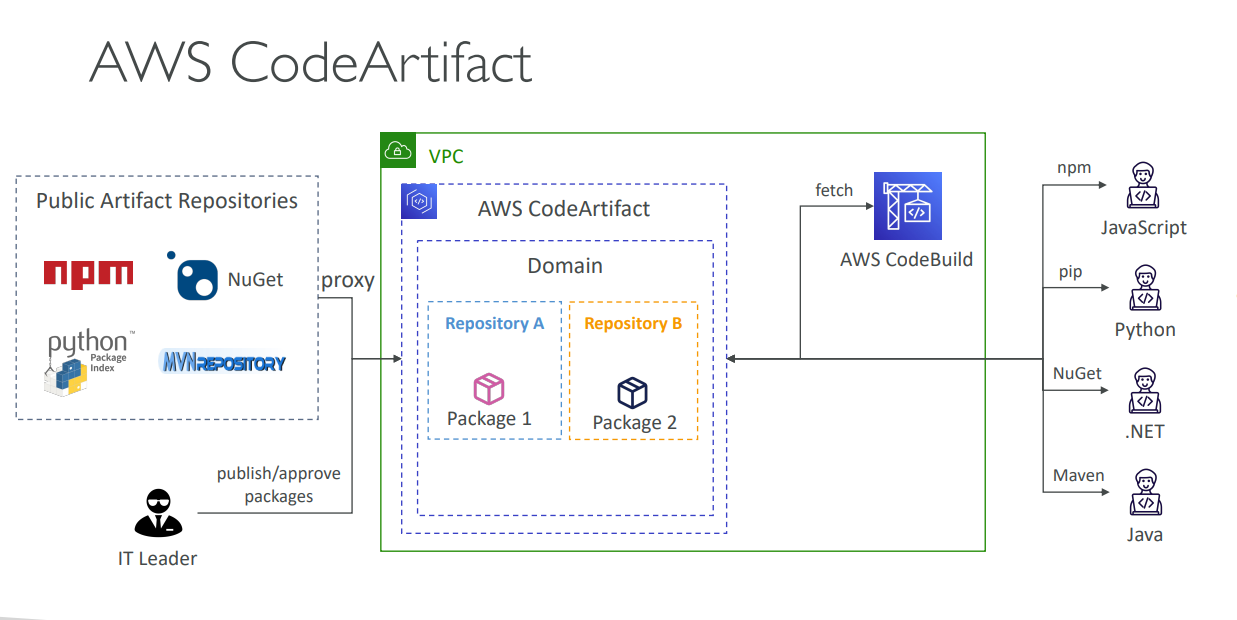 AWS CodeArtifact
VPC
Public Artifact Repositories
npm
NuGet
python™
Package
Index
MVNREPOSITORY
proxy
publish/approve
packages
IT Leader
AWS CodeArtifact
Domain
Repository A
Package 1
Repository B
Package 2
fetch
AWS CodeBuild
npm
JavaScript
pip
Python
NuGet
.NET
Maven
Java